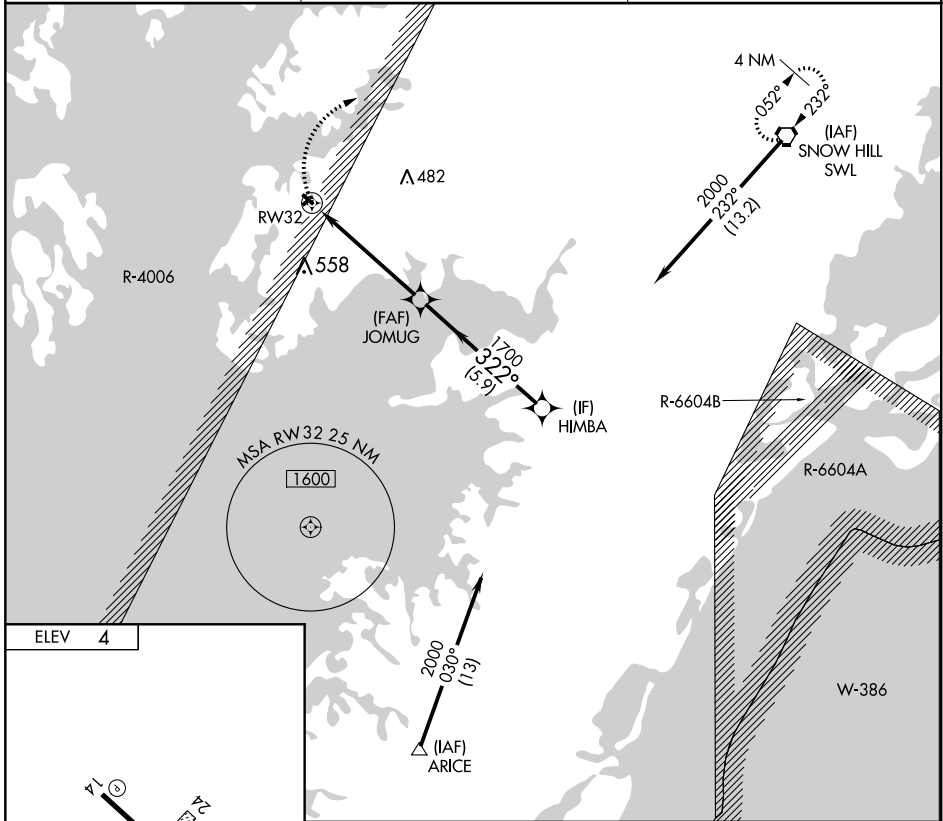 4 NM
052°
232°
(IAF)
SNOW HILL
SWL
2000
232°
(13.2)
482
RW32
558
R-4006
(FAF)
JOMUG
1700
322°
(5.9)
(IF)
HIMBA
R-6604B
R-6604A
MSA RW32 25 NM
1600
2000
030°
(13)
W-386
(IAF)
ARICE
ELEV 4
14
P
24